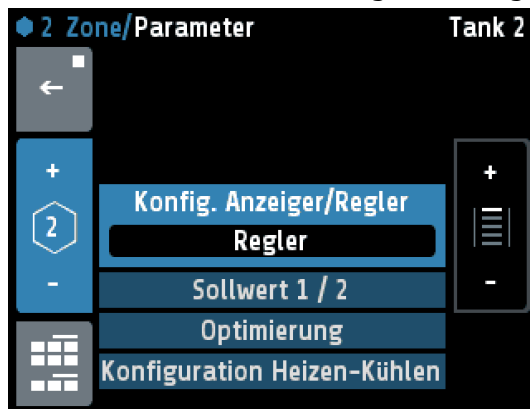 2 Zone/Parameter Tank 2
+
2
-
Konfig. Anzeiger/Regler
Regler
Sollwert 1 / 2
Optimierung
Konfiguration Heizen-Kühlen
+
-